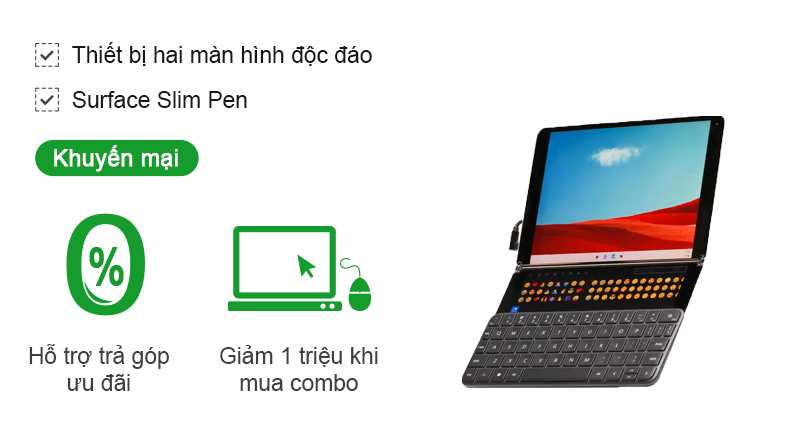 Thiết bị hai màn hình độc đáo
Surface Slim Pen
Khuyến mại
0%
Hỗ trợ trả góp
ưu đãi
Giảm 1 triệu khi
mua combo